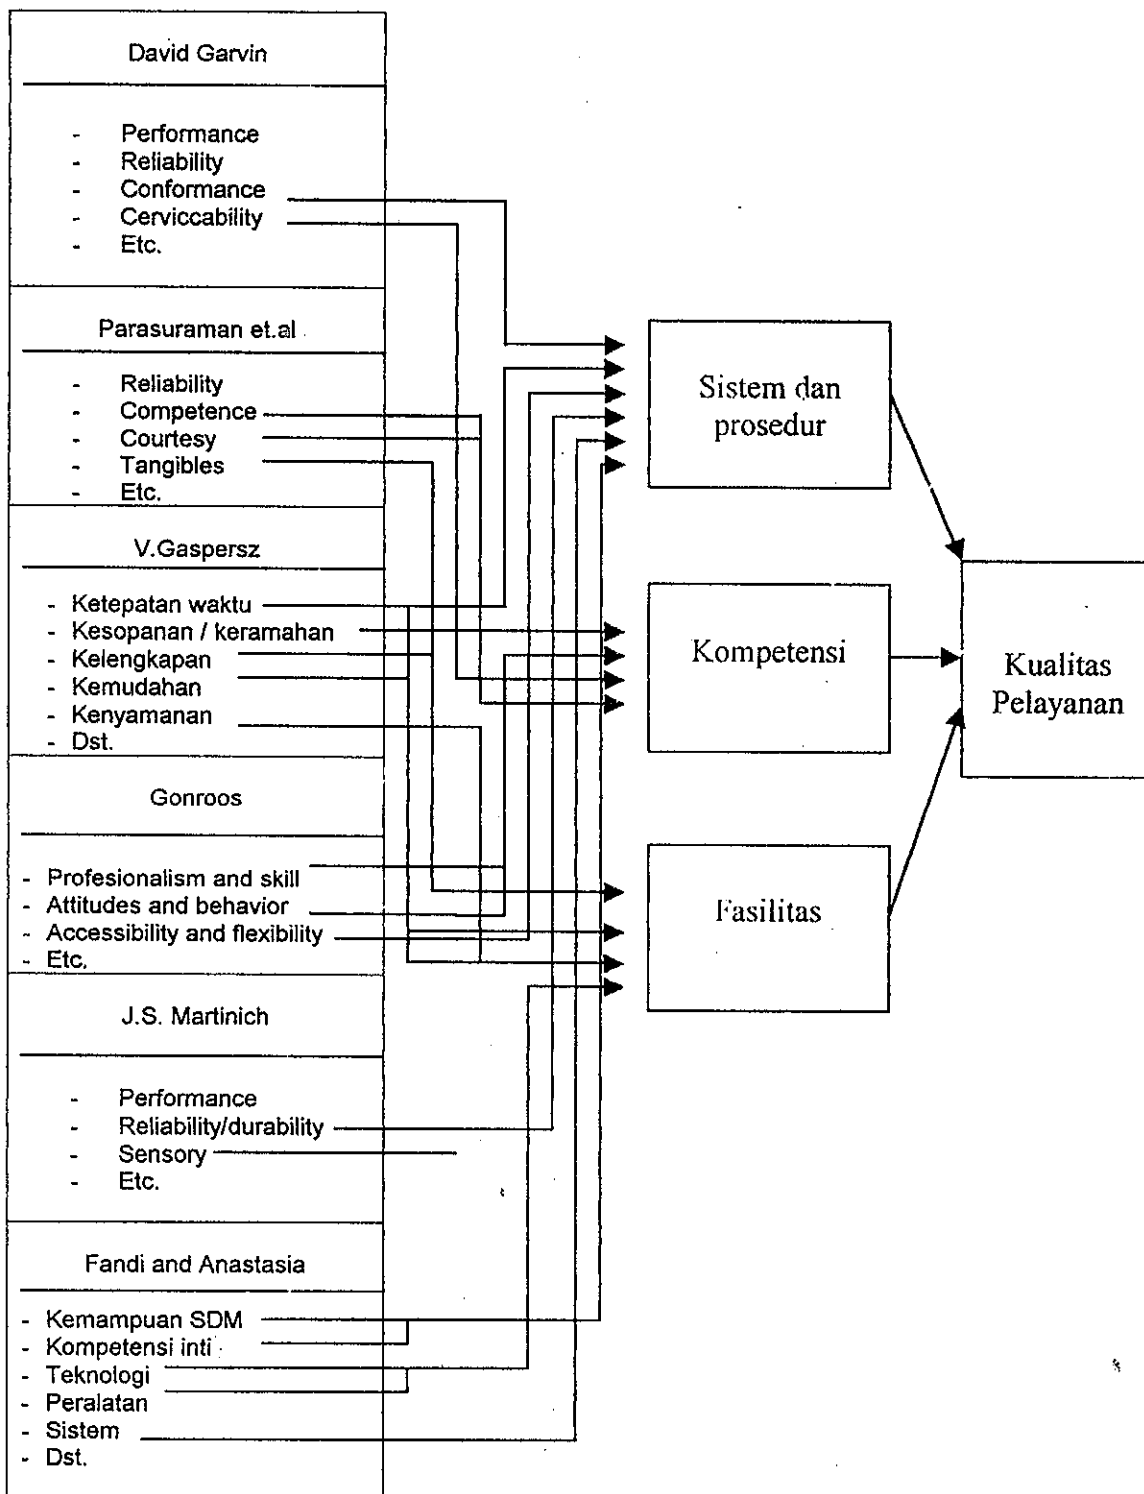 David Garvin
- Performance
- Reliability
- Conformance
- Cerviccability
- Etc.
Parasuraman et.al
- Reliability
- Competence
- Courtesy
- Tangibles
- Etc.
V.Gaspersz
- Ketepatan waktu
- Kesopanan / keramahan
- Kelengkapan
- Kemudahan
- Kenyamanan
- Dst.
Gonroos
- Profesionalism and skill
- Attitudes and behavior
- Accessibility and flexibility
- Etc.
J.S. Martinich
- Performance
- Reliability/durability
- Sensory
- Etc.
Fandi and Anastasia
- Kemampuan SDM
- Kompetensi inti
- Teknologi
- Peralatan
- Sistem
- Dst.
Sistem dan
prosedur
Kompetensi
Fasilitas
Kualitas
Pelayanan